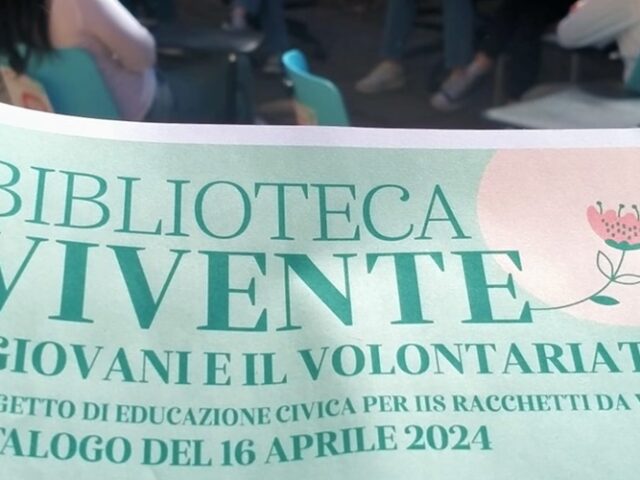 BIBLIOTECA
VIVENTE
GIOVANI E IL VOLONTARIAT
GETTO DI EDUCAZIONE CIVICA PER IIS RACCHETTI DA V
TALOGO DEL 16 APRILE 2024